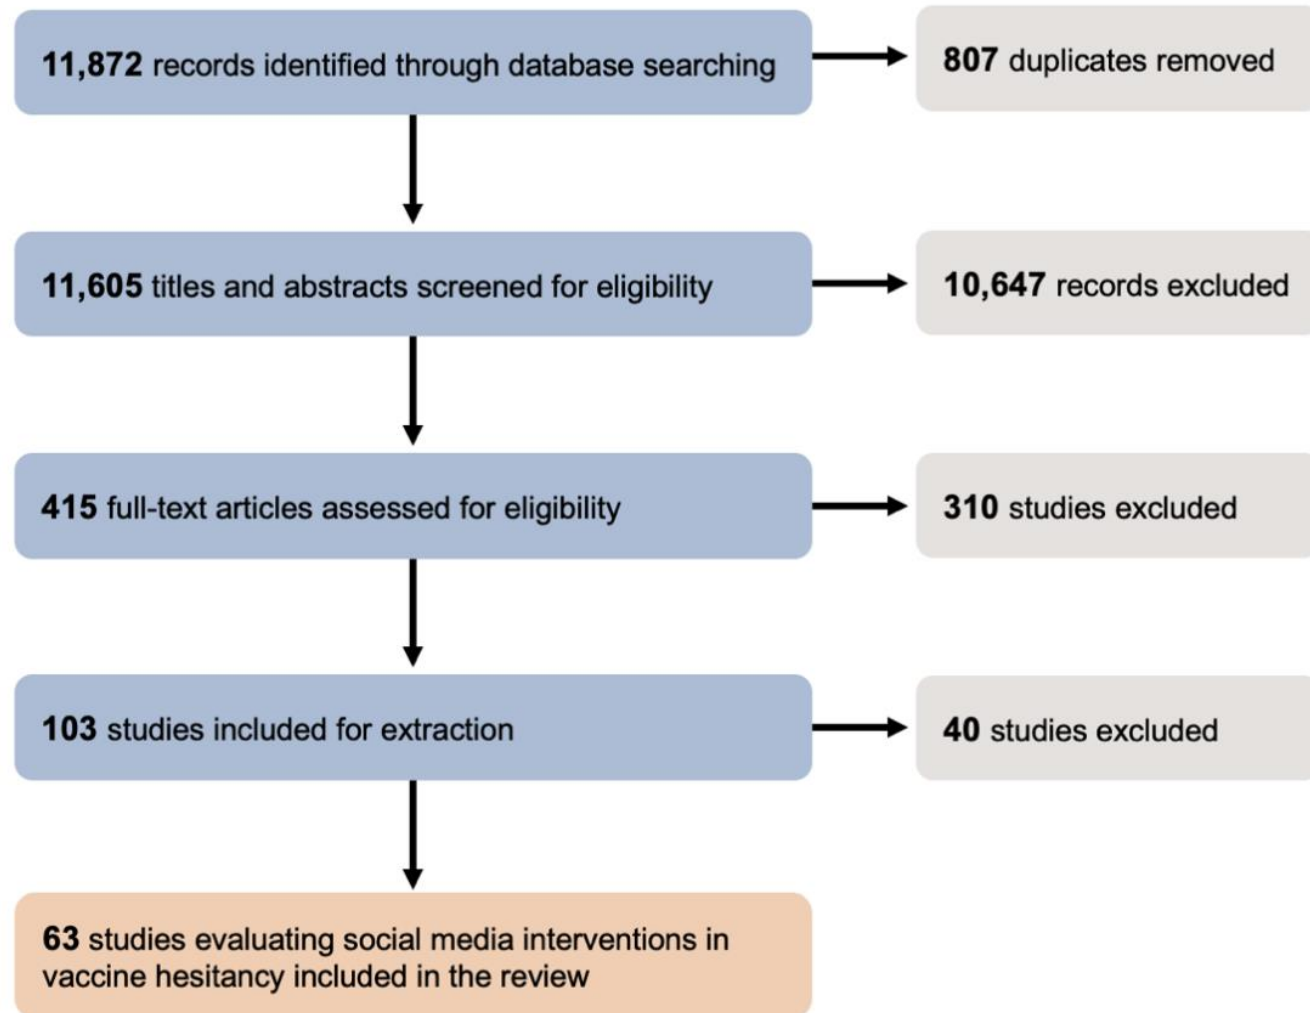 11,872 records identified through database searching
807 duplicates removed
11,605 titles and abstracts screened for eligibility
10,647 records excluded
415 full-text articles assessed for eligibility
310 studies excluded
103 studies included for extraction
40 studies excluded
63 studies evaluating social media interventions in
vaccine hesitancy included in the review